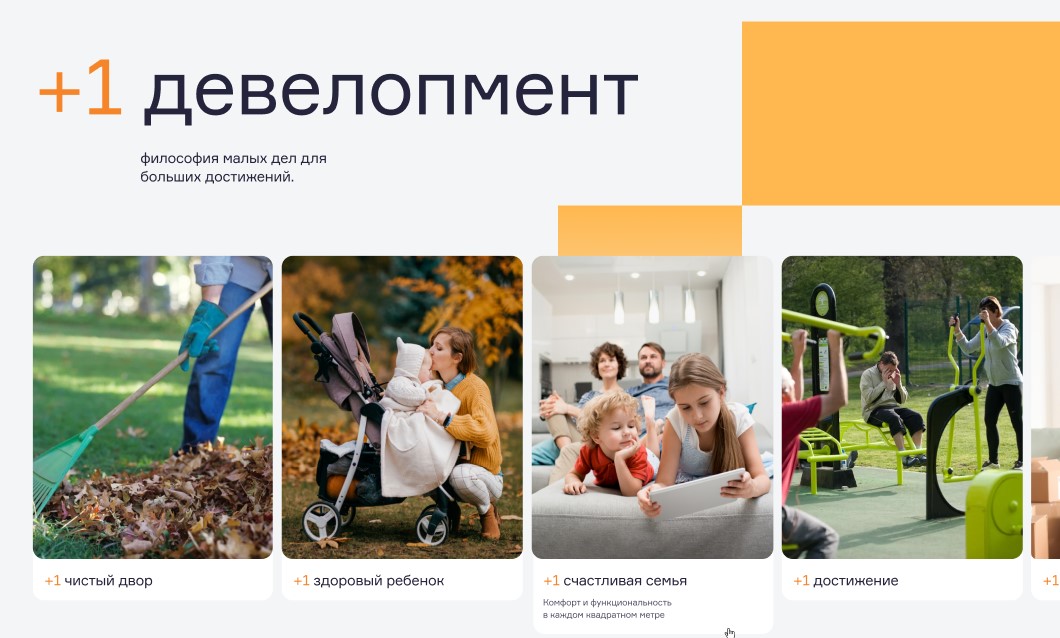 +1 девелопмент
философия малых дел для
больших достижений.
+1 чистый двор
+1 здоровый ребенок
+1 счастливая семья
Комфорт и функциональность
в каждом квадратном метре
+1 достижение
+1